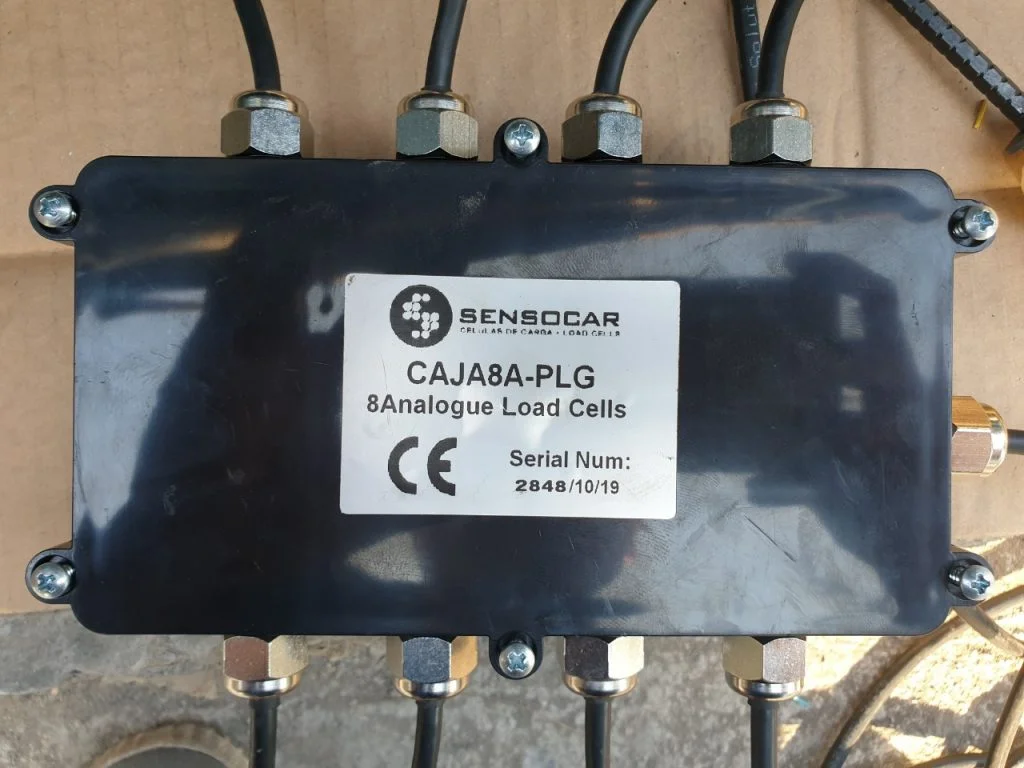 SENSOCAR
CELULAS DE CARGA · LOAD CELLS
CAJA8A-PLG
8Analogue Load Cells
CE
Serial Num:
2848/10/19